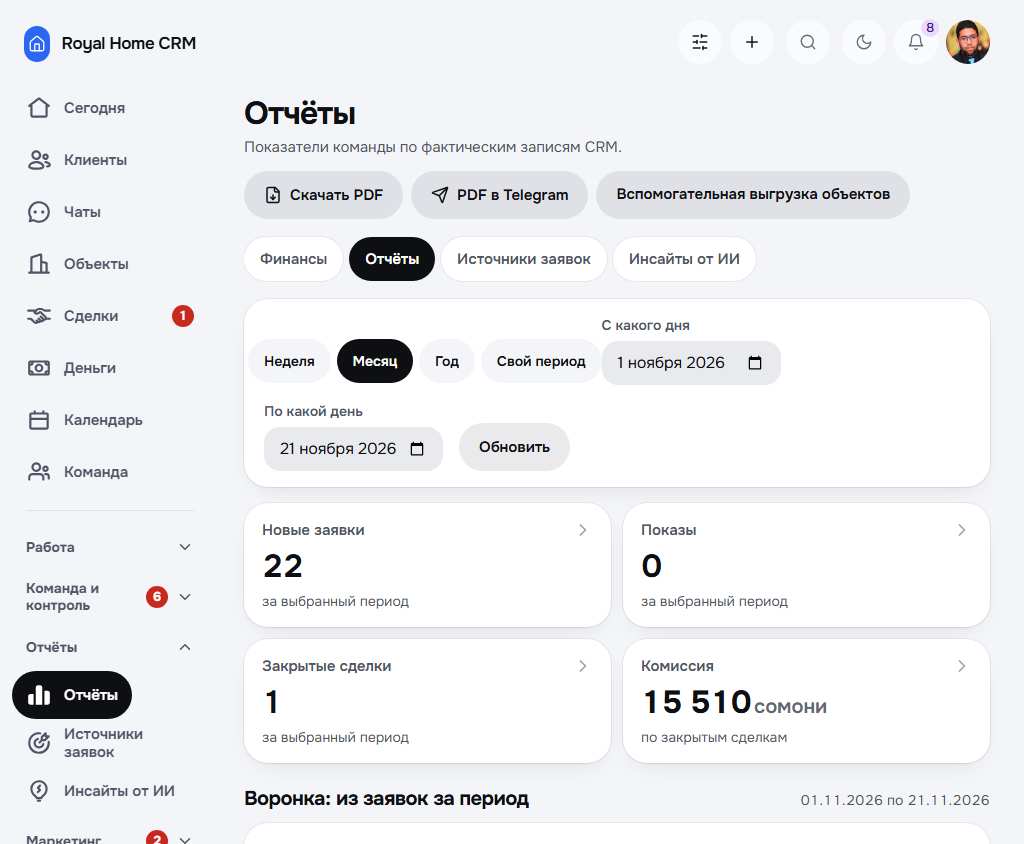 Royal Home CRM
8
Сегодня
Клиенты
Чаты
Объекты
Сделки
1
Деньги
Календарь
Команда
Работа
Команда и
контроль
6
Отчёты
Отчёты
Источники
заявок
Инсайты от ИИ
Маркетинг
2
Отчёты
Показатели команды по фактическим записям CRM.
Скачать PDF
PDF в Telegram
Вспомогательная выгрузка объектов
Финансы
Отчёты
Источники заявок
Инсайты от ИИ
С какого дня
Неделя
Месяц
Год
Свой период
1 ноября 2026
По какой день
21 ноября 2026
Обновить
Новые заявки
22
за выбранный период
Показы
0
за выбранный период
Закрытые сделки
1
за выбранный период
Комиссия
15 510 сомони
по закрытым сделкам
Воронка: из заявок за период
01.11.2026 по 21.11.2026